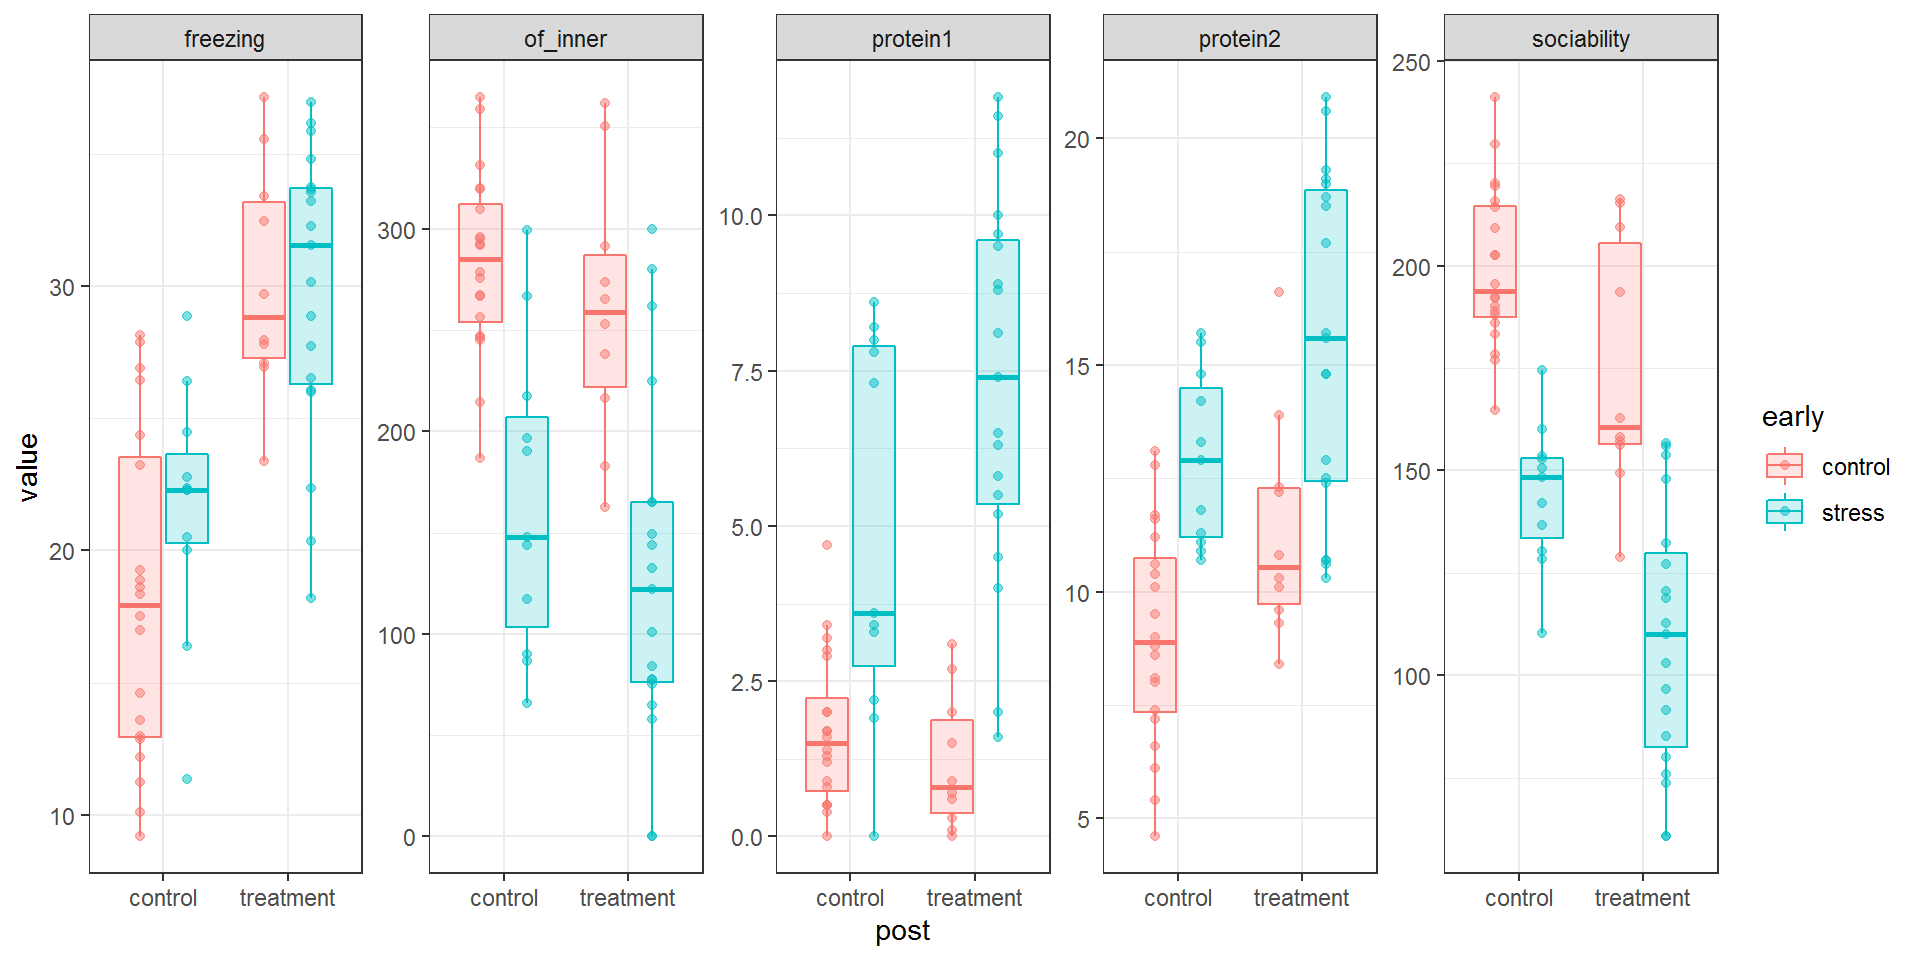 freezing of_inner protein1 protein2 sociability
value
30
20
10
300
200
100
0
10.0
7.5
5.0
2.5
0.0
20
15
10
5
250
200
150
100
control treatment control treatment control treatment control treatment control treatment
post
early
control
stress